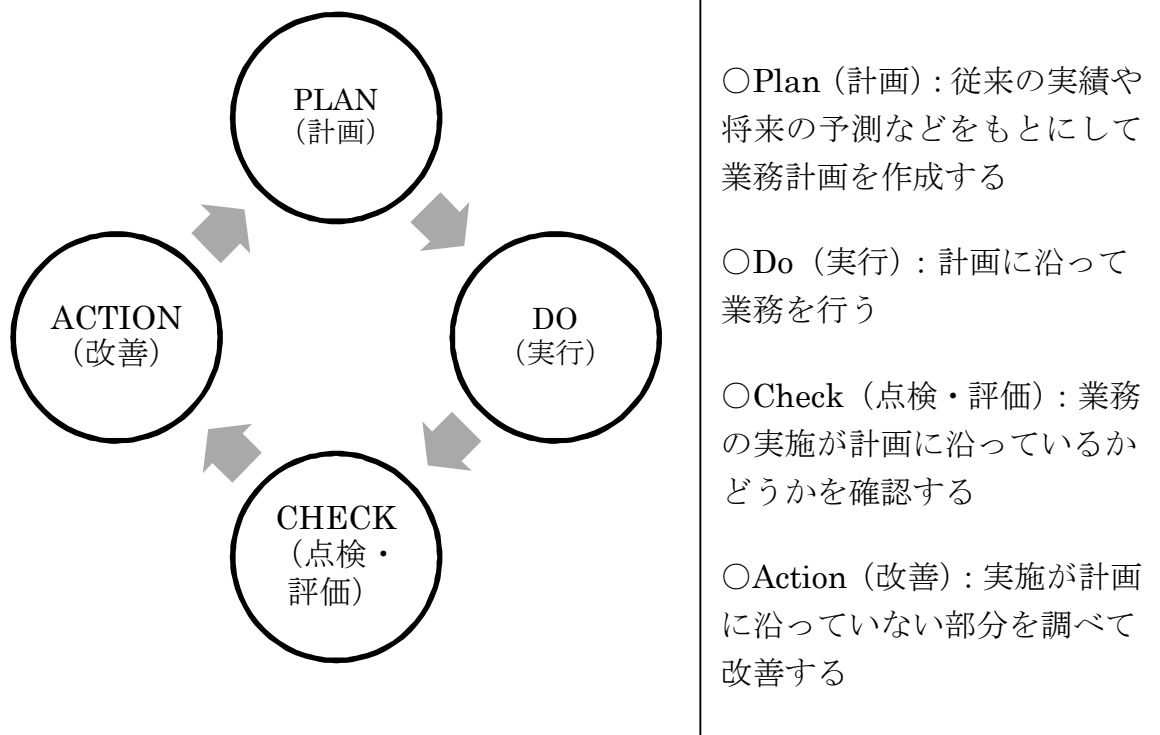 PLAN
（計画）
ACTION
（改善）
DO
（実行）
CHECK
（点検・
評価）
○Plan（計画）：従来の実績や
将来の予測などをもとにして
業務計画を作成する
○Do（実行）：計画に沿って
業務を行う
○Check（点検・評価）：業務
の実施が計画に沿っているか
どうかを確認する
○Action（改善）：実施が計画
に沿っていない部分を調べて
改善する